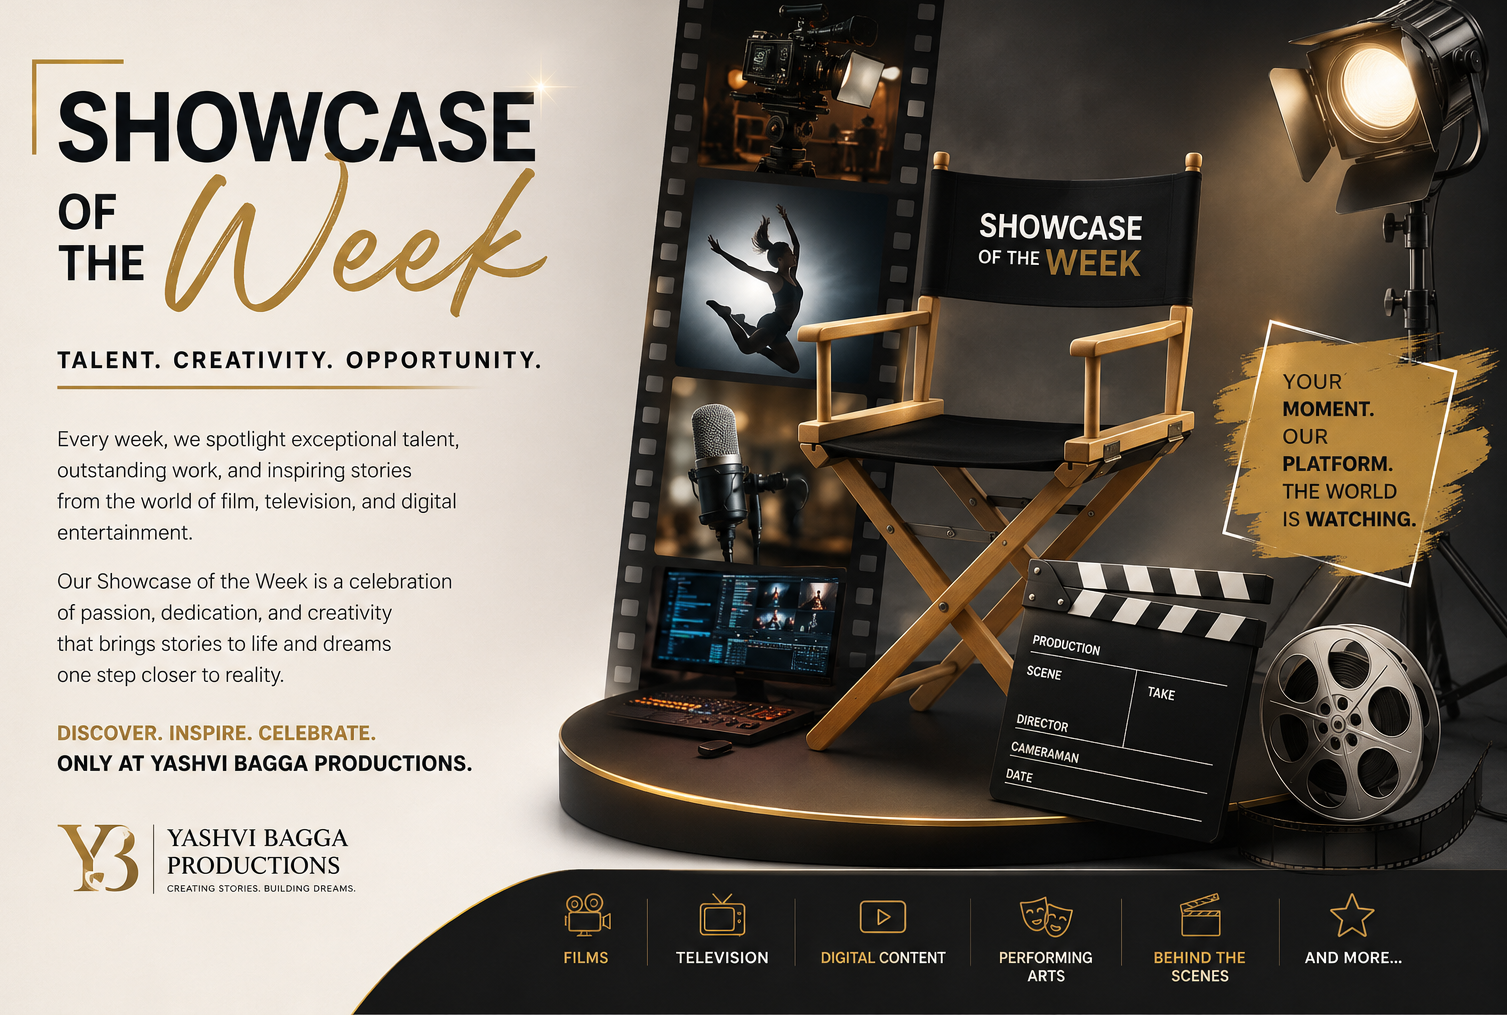 SHOWCASE
OF
THE
Week
TALENT. CREATIVITY. OPPORTUNITY.
Every week, we spotlight exceptional talent,
outstanding work, and inspiring stories
from the world of film, television, and digital
entertainment.
Our Showcase of the Week is a celebration
of passion, dedication, and creativity
that brings stories to life and dreams
one step closer to reality.
DISCOVER. INSPIRE. CELEBRATE.
ONLY AT YASHVI BAGGA PRODUCTIONS.
YB
YASHVI BAGGA
PRODUCTIONS
CREATING STORIES. BUILDING DREAMS.
SHOWCASE
OF THE WEEK
YOUR
MOMENT.
OUR
PLATFORM.
THE WORLD
IS WATCHING.
PRODUCTION
SCENE
TAKE
DIRECTOR
CAMERAMAN
DATE
FILMS
TELEVISION
DIGITAL CONTENT
PERFORMING
ARTS
BEHIND THE
SCENES
AND MORE...